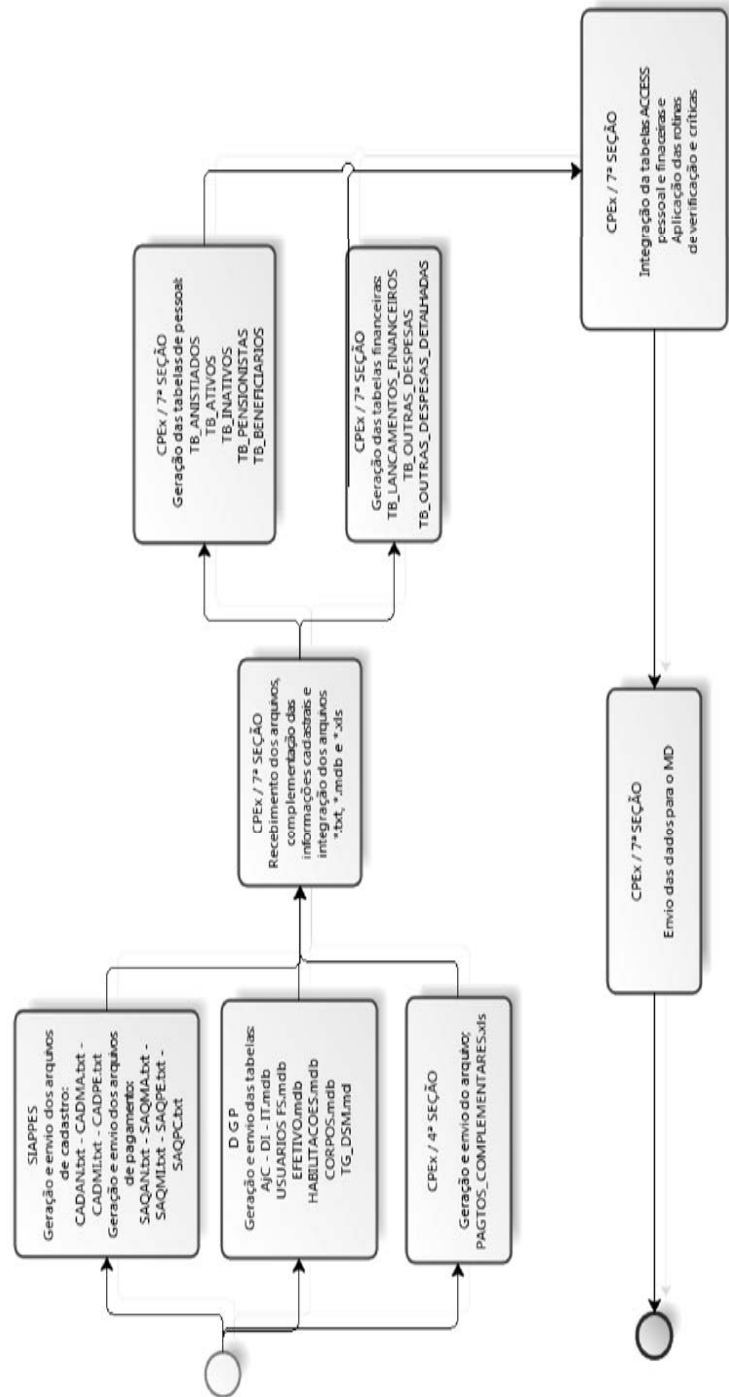 SIAPPES
Geração e envio dos arquivos
de cadastro:
CADAN.txt - CADMA.txt -
CADMI.txt - CADPE.txt
Geração e envio dos arquivos
de pagamento:
SAQAN.txt - SAQMA.txt -
SAQMI.txt - SAQPE.txt -
SAQPC.txt
D G P
Geração e envio das tabelas:
AjC - DI - IT.mdb
USUARIOS FS.mdb
EFETIVO.mdb
HABILITACOES.mdb
CORPOS.mdb
TG_DSM.md
CPEx / 4ª SEÇÃO
Geração e envio do arquivo:
PAGTOS_COMPLEMENTARES.xls
CPEx / 7ª SEÇÃO
Recebimento dos arquivos,
complementação das
informações cadastrais e
integração dos arquivos
*.txt, *.mdb e *.xls
CPEx / 7ª SEÇÃO
Geração das tabelas de pessoal:
TB_ANISTIADOS
TB_ATIVOS
TB_INATIVOS
TB_PENSIONISTAS
TB_BENEFICIARIOS
CPEx / 7ª SEÇÃO
Geração das tabelas financeiras:
TB_LANCAMENTOS_FINANCEIROS
TB_OUTRAS_DESPESAS
TB_OUTRAS_DESPESAS_DETALHADAS
CPEx / 7ª SEÇÃO
Integração da tabelas ACCESS
pessoal e finaceiras e
Aplicação das rotinas
de verificação e críticas
CPEx / 7ª SEÇÃO
Envio das dados para o MD